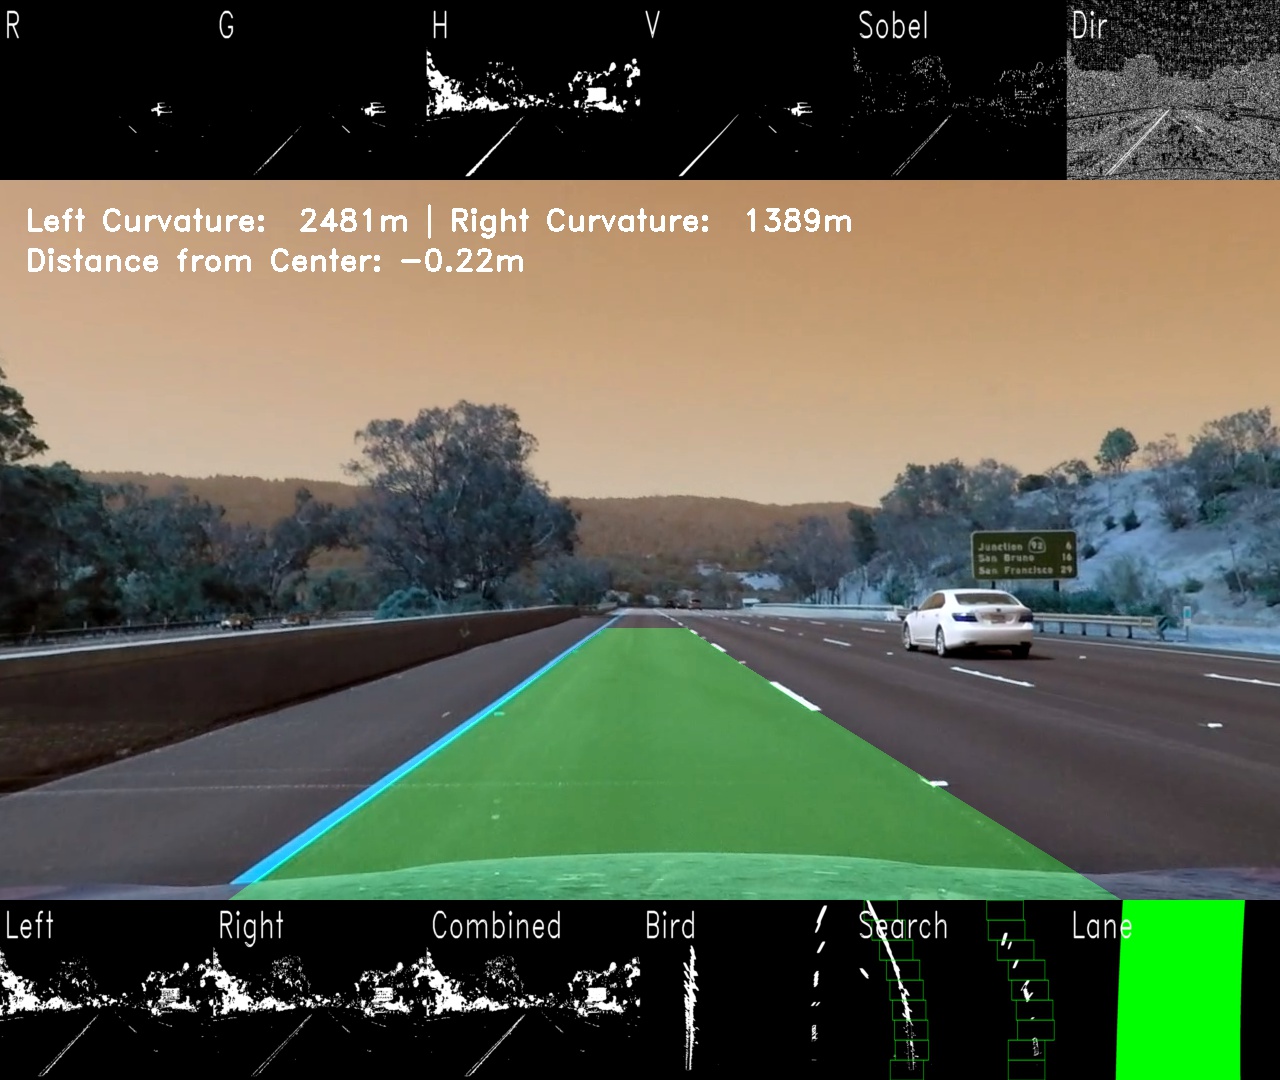 R G H V Sobel Dir
Left Curvature: 2481m | Right Curvature: 1389m
Distance from Center: -0.22m
Junction 92 6
San Bruno 16
San Francisco 29
Left Right Combined Bird Search Lane